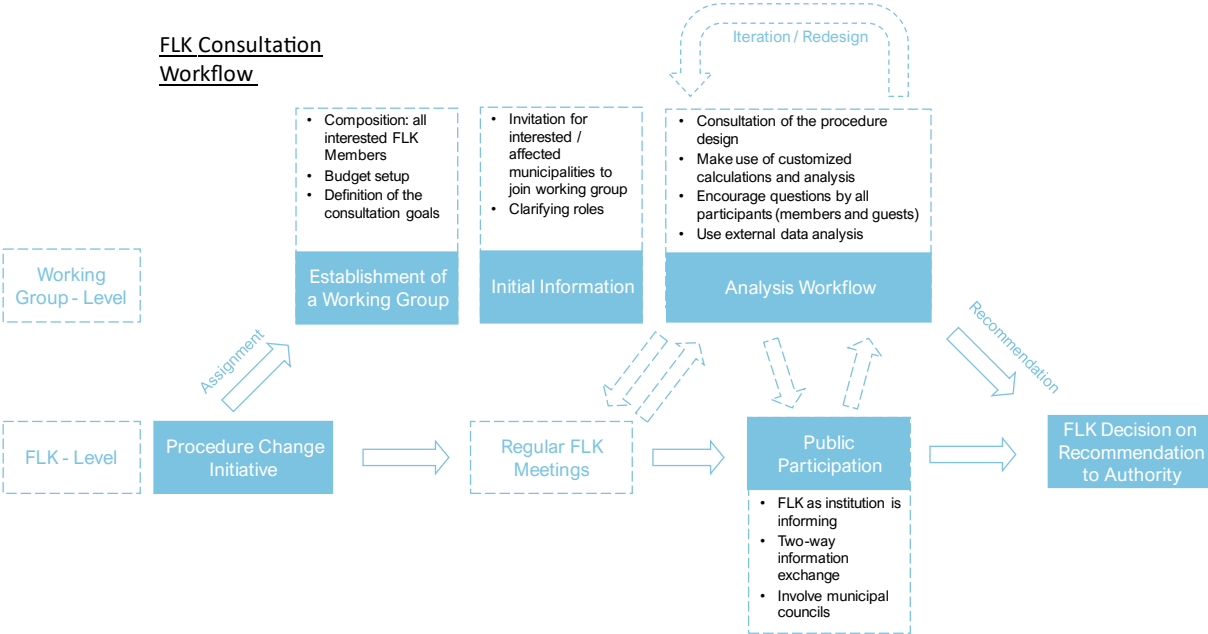 FLK Consultation
Workflow
Iteration / Redesign
• Composition: all
interested FLK
Members
• Budget setup
• Definition of the
consultation goals
• Invitation for
interested /
affected
municipalities to
join working group
• Clarifying roles
• Consultation of the procedure
design
• Make use of customized
calculations and analysis
• Encourage questions by all
participants (members and guests)
• Use external data analysis
Working
Group - Level
Establishment of
a Working Group
Initial Information
Analysis Workflow
Assignment
Recommendation
FLK - Level
Procedure Change
Initiative
Regular FLK
Meetings
Public
Participation
FLK Decision on
Recommendation
to Authority
• FLK as institution is
informing
• Two-way
information
exchange
• Involve municipal
councils